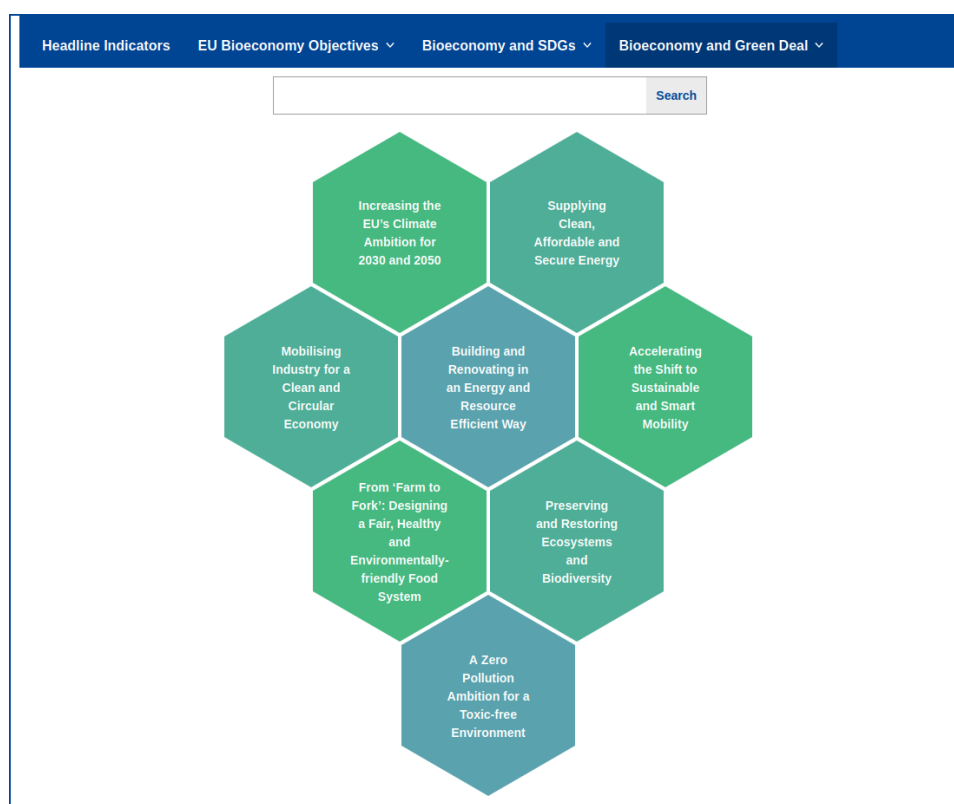 Headline Indicators
EU Bioeconomy Objectives
Bioeconomy and SDGs
Bioeconomy and Green Deal
Search
Increasing the
EU’s Climate
Ambition for
2030 and 2050
Supplying
Clean,
Affordable and
Secure Energy
Mobilising
Industry for a
Clean and
Circular
Economy
Building and
Renovating in
an Energy and
Resource
Efficient Way
Accelerating
the Shift to
Sustainable
and Smart
Mobility
From ‘Farm to
Fork’: Designing
a Fair, Healthy
and
Environmentally-
friendly Food
System
Preserving
and Restoring
Ecosystems
and
Biodiversity
A Zero
Pollution
Ambition for a
Toxic-free
Environment